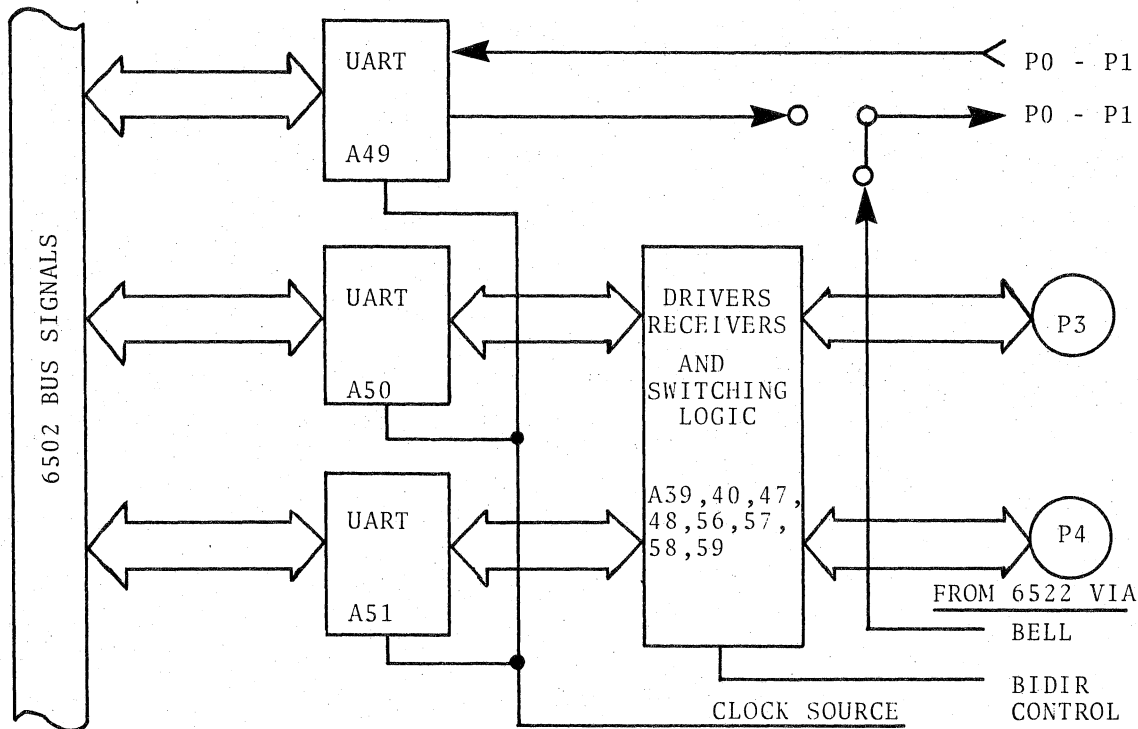 6502 BUS SIGNALS
UART
A49
P0 - P1
P0 - P1
UART
A50
DRIVERS
RECEIVERS
AND
SWITCHING
LOGIC
A39,40,47,
48,56,57,
58,59
P3
UART
A51
P4
FROM 6522 VIA
BELL
BIDIR
CONTROL
CLOCK SOURCE